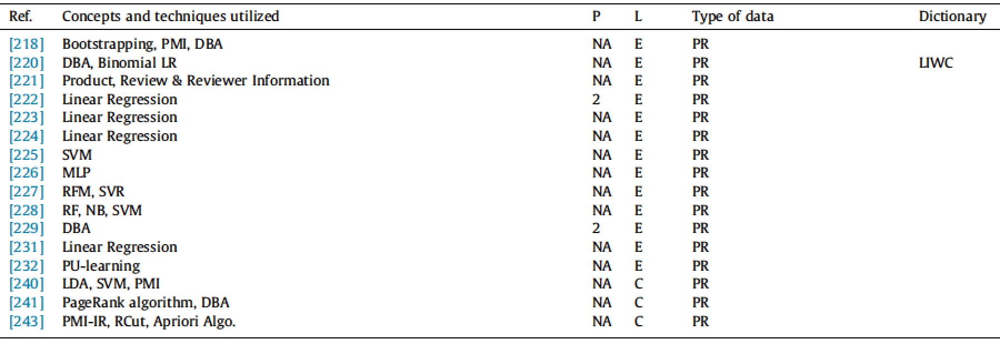 Ref. Concepts and techniques utilized P L Type of data Dictionary
[218] Bootstrapping, PMI, DBA NA E PR
[220] DBA, Binomial LR NA E PR LIWC
[221] Product, Review & Reviewer Information NA E PR
[222] Linear Regression 2 E PR
[223] Linear Regression NA E PR
[224] Linear Regression NA E PR
[225] SVM NA E PR
[226] MLP NA E PR
[227] RFM, SVR NA E PR
[228] RF, NB, SVM NA E PR
[229] DBA 2 E PR
[231] Linear Regression NA E PR
[232] PU-learning NA E PR
[240] LDA, SVM, PMI NA C PR
[241] PageRank algorithm, DBA NA C PR
[243] PMI-IR, RCut, Apriori Algo. NA C PR